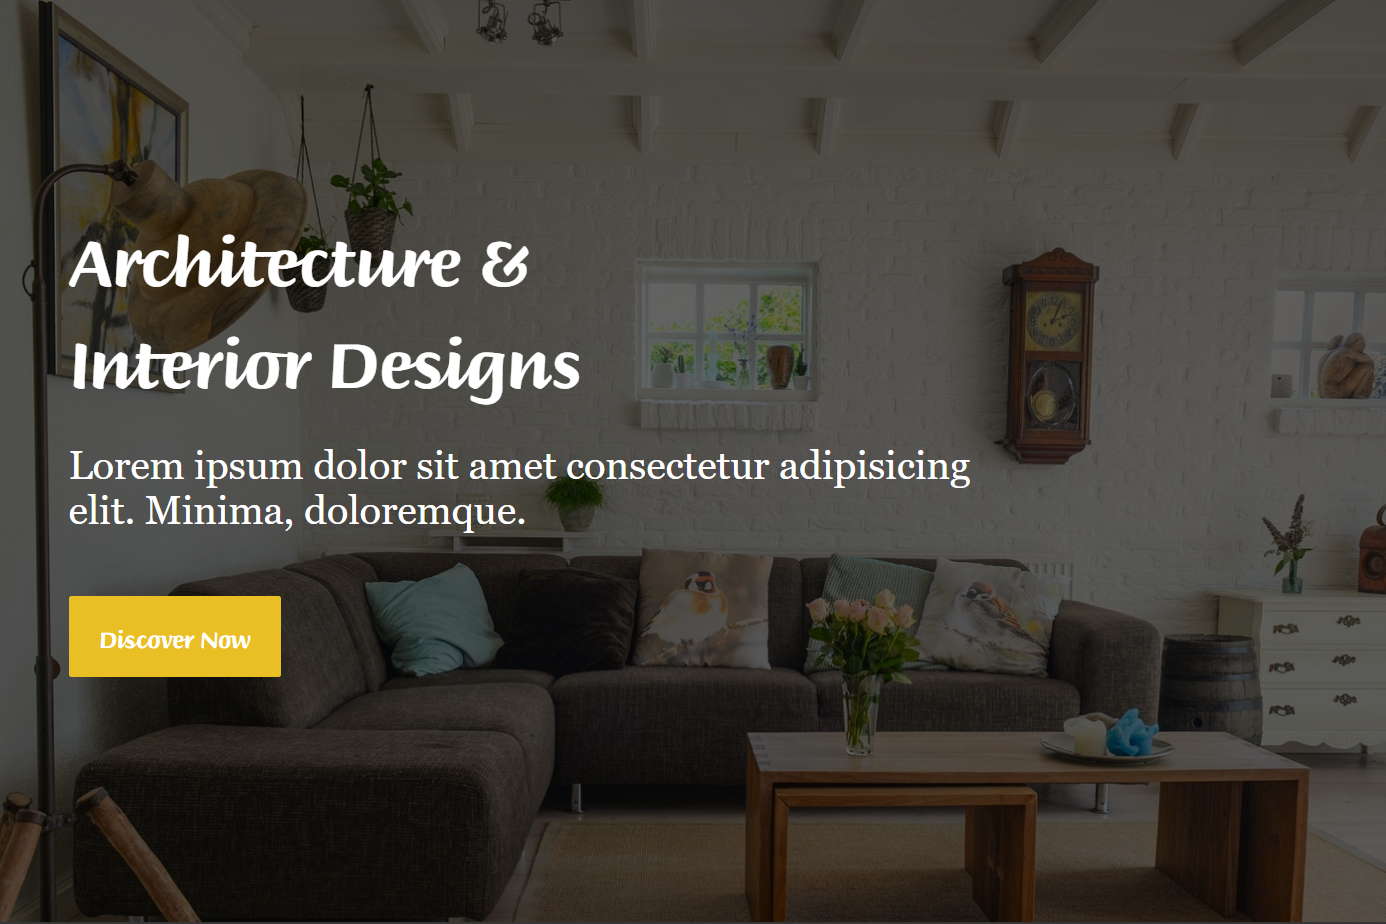 Architecture &
Interior Designs
Lorem ipsum dolor sit amet consectetur adipisicing
elit. Minima, doloremque.
Discover Now